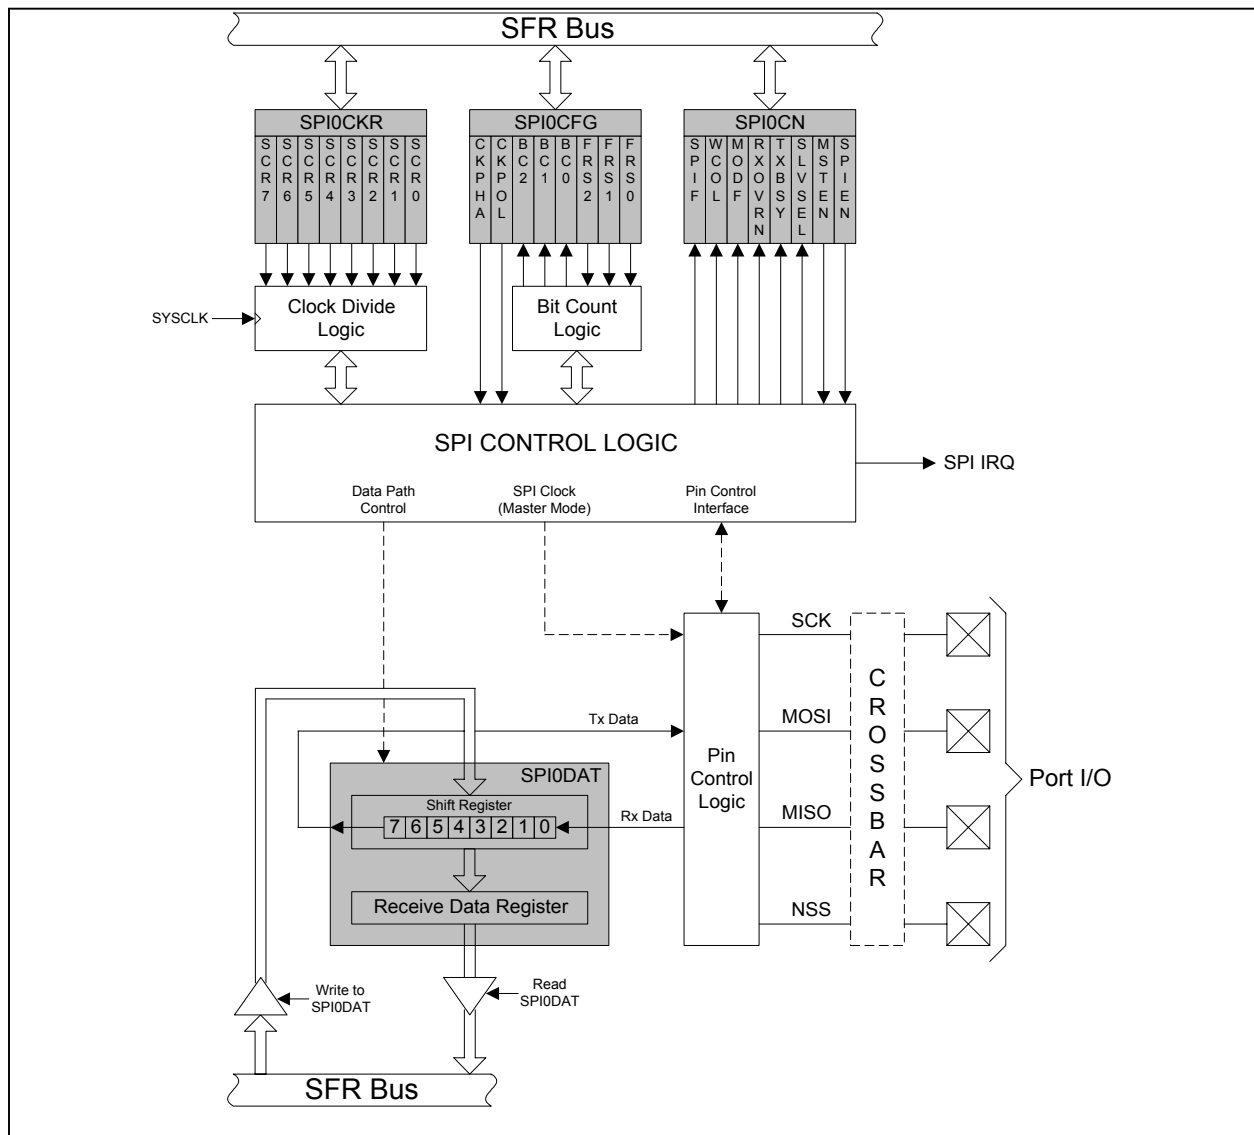 SFR Bus
SPI0CKR
SCR7
SCR6
SCR5
SCR4
SCR3
SCR2
SCR1
SCR0
SPI0CFG
CKPHA
CKPOL
BC2
BC1
BC0
FRS2
FRS1
FRS0
SPI0CN
SPIF
WCOL
MODF
RXOVRN
TXBSY
SLVSEL
MSTEN
SPIEN
SYSCLK
Clock Divide
Logic
Bit Count
Logic
SPI CONTROL LOGIC
SPI IRQ
Data Path
Control
SPI Clock
(Master Mode)
Pin Control
Interface
SCK
MOSI
MISO
NSS
CROSSBAR
Port I/O
Tx Data
Pin
Control
Logic
SPI0DAT
Shift Register
7 6 5 4 3 2 1 0
Rx Data
Receive Data Register
Write to
SPI0DAT
Read
SPI0DAT
SFR Bus